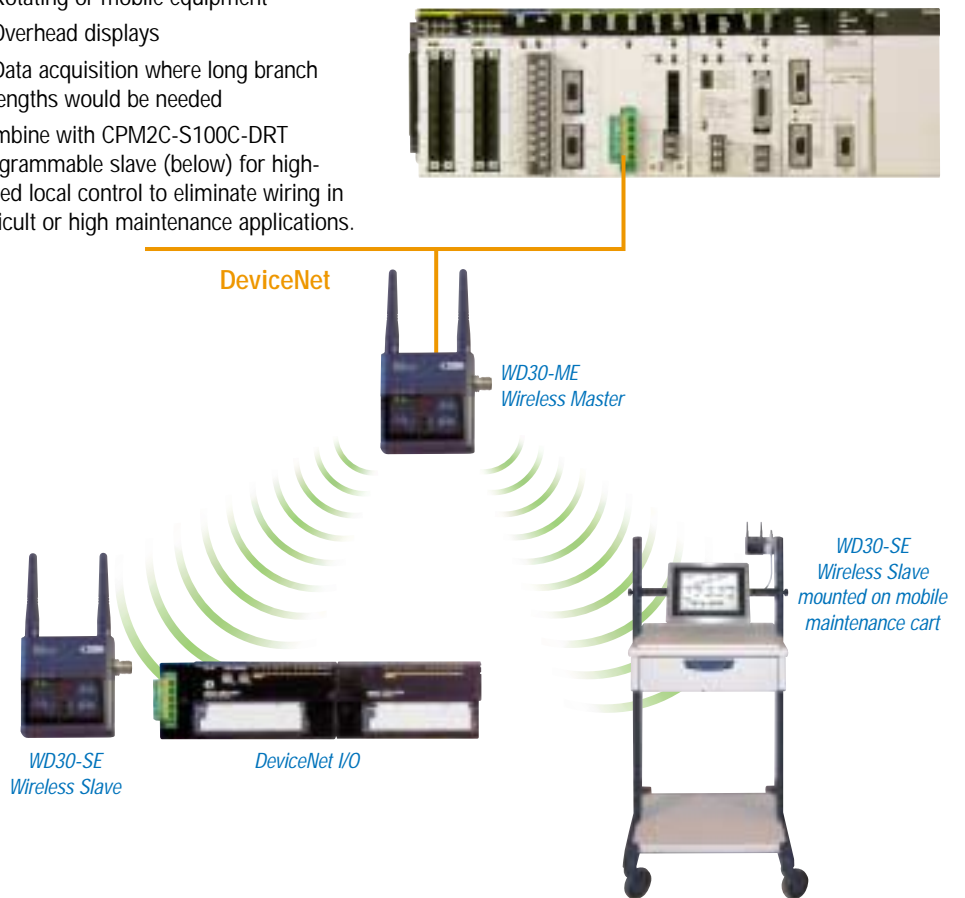 Rotating or mobile equipment
Overhead displays
Data acquisition where long branch
engths would be needed
mbine with CPM2C-S100C-DRT
grammable slave (below) for high-
ed local control to eliminate wiring in
icult or high maintenance applications.
DeviceNet
WD30-ME
Wireless Master
WD30-SE
Wireless Slave
mounted on mobile
maintenance cart
WD30-SE
Wireless Slave
DeviceNet I/O